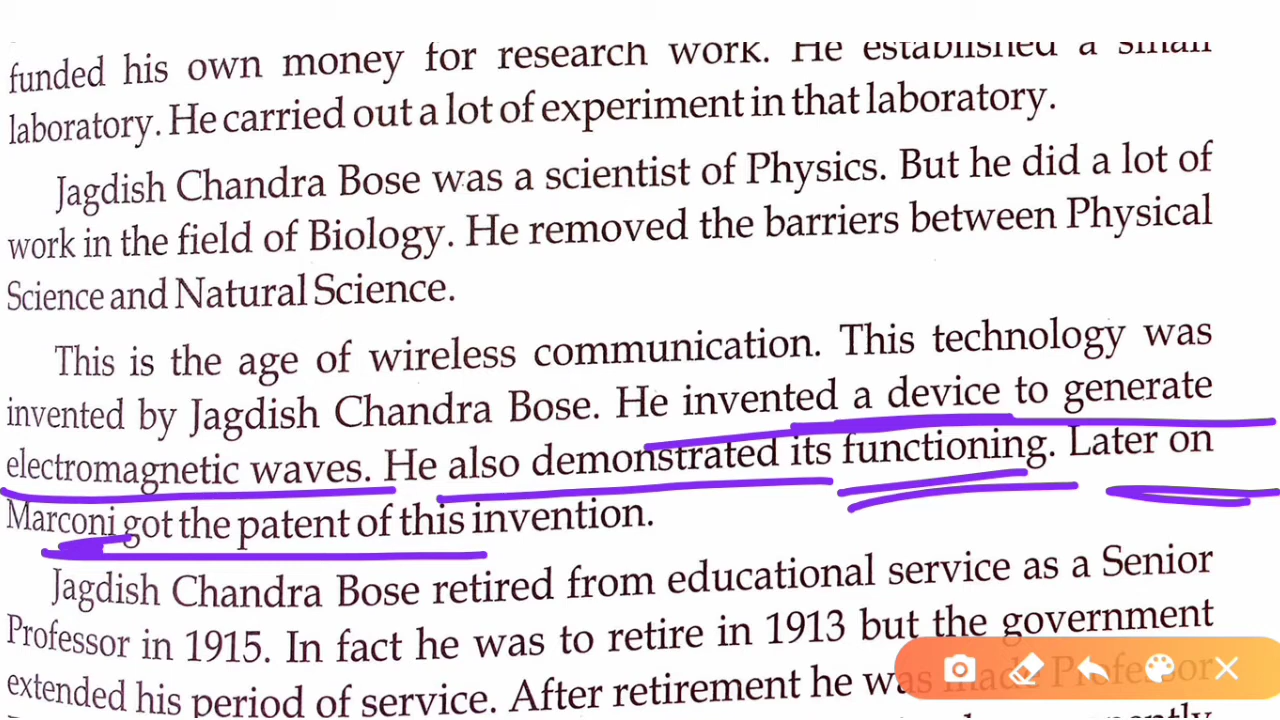 funded his own money for research work. He established a small
laboratory. He carried out a lot of experiment in that laboratory.
Jagdish Chandra Bose was a scientist of Physics. But he did a lot of
work in the field of Biology. He removed the barriers between Physical
Science and Natural Science.
This is the age of wireless communication. This technology was
invented by Jagdish Chandra Bose. He invented a device to generate
electromagnetic waves. He also demonstrated its functioning. Later on
Marconi got the patent of this invention.
Jagdish Chandra Bose retired from educational service as a Senior
Professor in 1915. In fact he was to retire in 1913 but the government
extended his period of service. After retirement he was made Professor